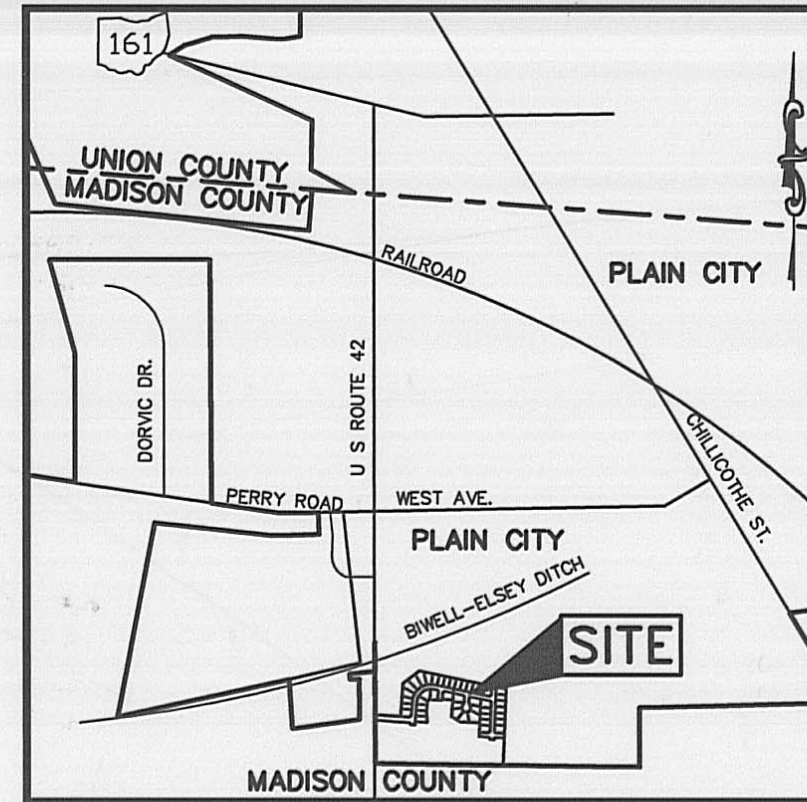 161
UNION COUNTY
MADISON COUNTY
RAILROAD
PLAIN CITY
DORVIC DR.
U S ROUTE 42
CHILLICOTHE ST.
PERRY ROAD
WEST AVE.
PLAIN CITY
BIWELL-ELSEY DITCH
SITE
MADISON COUNTY